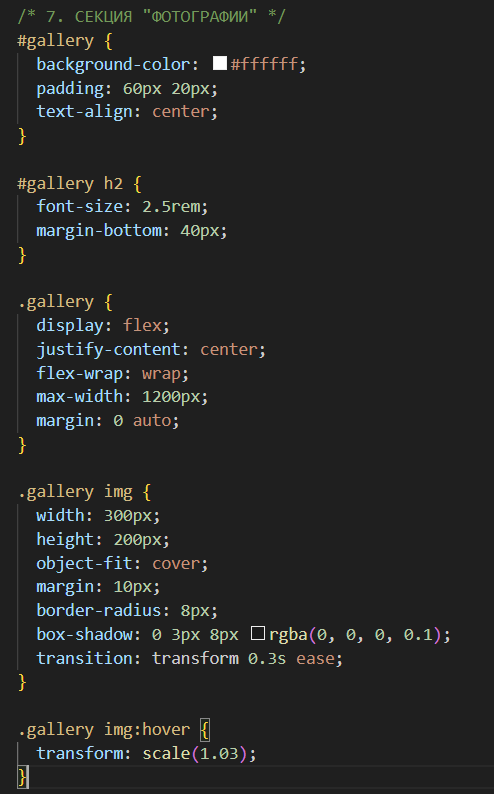 /* 7. СЕКЦИЯ "ФОТОГРАФИИ" */
#gallery {
  background-color: #ffffff;
  padding: 60px 20px;
  text-align: center;
}

#gallery h2 {
  font-size: 2.5rem;
  margin-bottom: 40px;
}

.gallery {
  display: flex;
  justify-content: center;
  flex-wrap: wrap;
  max-width: 1200px;
  margin: 0 auto;
}

.gallery img {
  width: 300px;
  height: 200px;
  object-fit: cover;
  margin: 10px;
  border-radius: 8px;
  box-shadow: 0 3px 8px rgba(0, 0, 0, 0.1);
  transition: transform 0.3s ease;
}

.gallery img:hover {
  transform: scale(1.03);
}